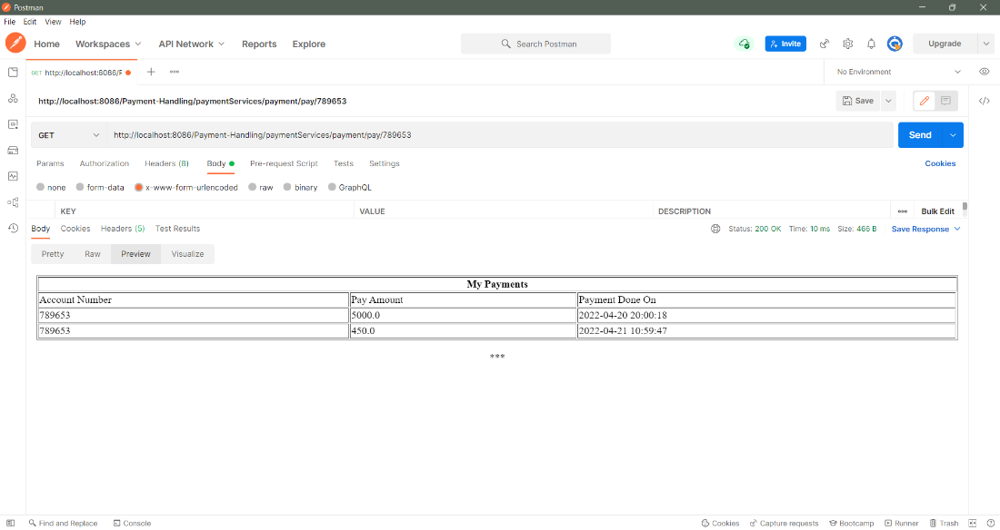 Postman
File Edit View Help
Home Workspaces API Network Reports Explore Search Postman Invite Upgrade
GET http://localhost:8086/F No Environment
http://localhost:8086/Payment-Handling/paymentServices/payment/pay/789653 Save
GET http://localhost:8086/Payment-Handling/paymentServices/payment/pay/789653 Send
Params Authorization Headers (8) Body Pre-request Script Tests Settings Cookies
none form-data x-www-form-urlencoded raw binary GraphQL
KEY VALUE DESCRIPTION Bulk Edit
Body Cookies Headers (5) Test Results Status: 200 OK Time: 10 ms Size: 466 B Save Response
Pretty Raw Preview Visualize
My Payments
Account Number Pay Amount Payment Done On
789653 5000.0 2022-04-20 20:00:18
789653 450.0 2022-04-21 10:59:47
***
Find and Replace Console Cookies Capture requests Bootcamp Runner Trash